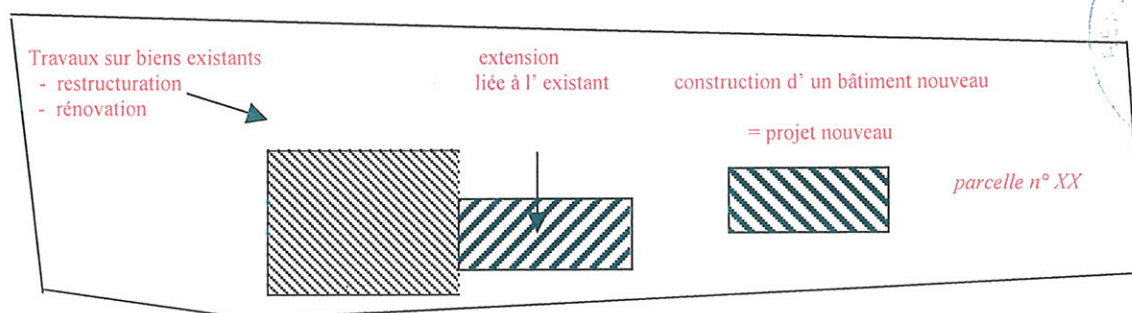 Travaux sur biens existants
- restructuration
- rénovation
extension
liée à l' existant
construction d' un bâtiment nouveau
= projet nouveau
parcelle n° XX